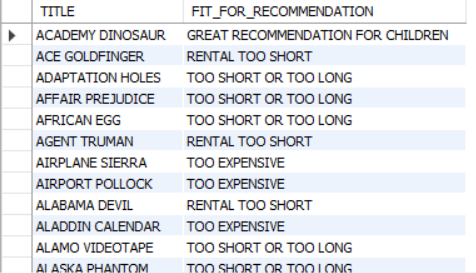 TITLE FIT_FOR_RECOMMENDATION
ACADEMY DINOSAUR GREAT RECOMMENDATION FOR CHILDREN
ACE GOLDFINGER RENTAL TOO SHORT
ADAPTATION HOLES TOO SHORT OR TOO LONG
AFFAIR PREJUDICE TOO SHORT OR TOO LONG
AFRICAN EGG TOO SHORT OR TOO LONG
AGENT TRUMAN RENTAL TOO SHORT
AIRPLANE SIERRA TOO EXPENSIVE
AIRPORT POLLOCK TOO EXPENSIVE
ALABAMA DEVIL RENTAL TOO SHORT
ALADDIN CALENDAR TOO EXPENSIVE
ALAMO VIDEOTAPE TOO SHORT OR TOO LONG
ALASKA PHANTOM TOO SHORT OR TOO LONG